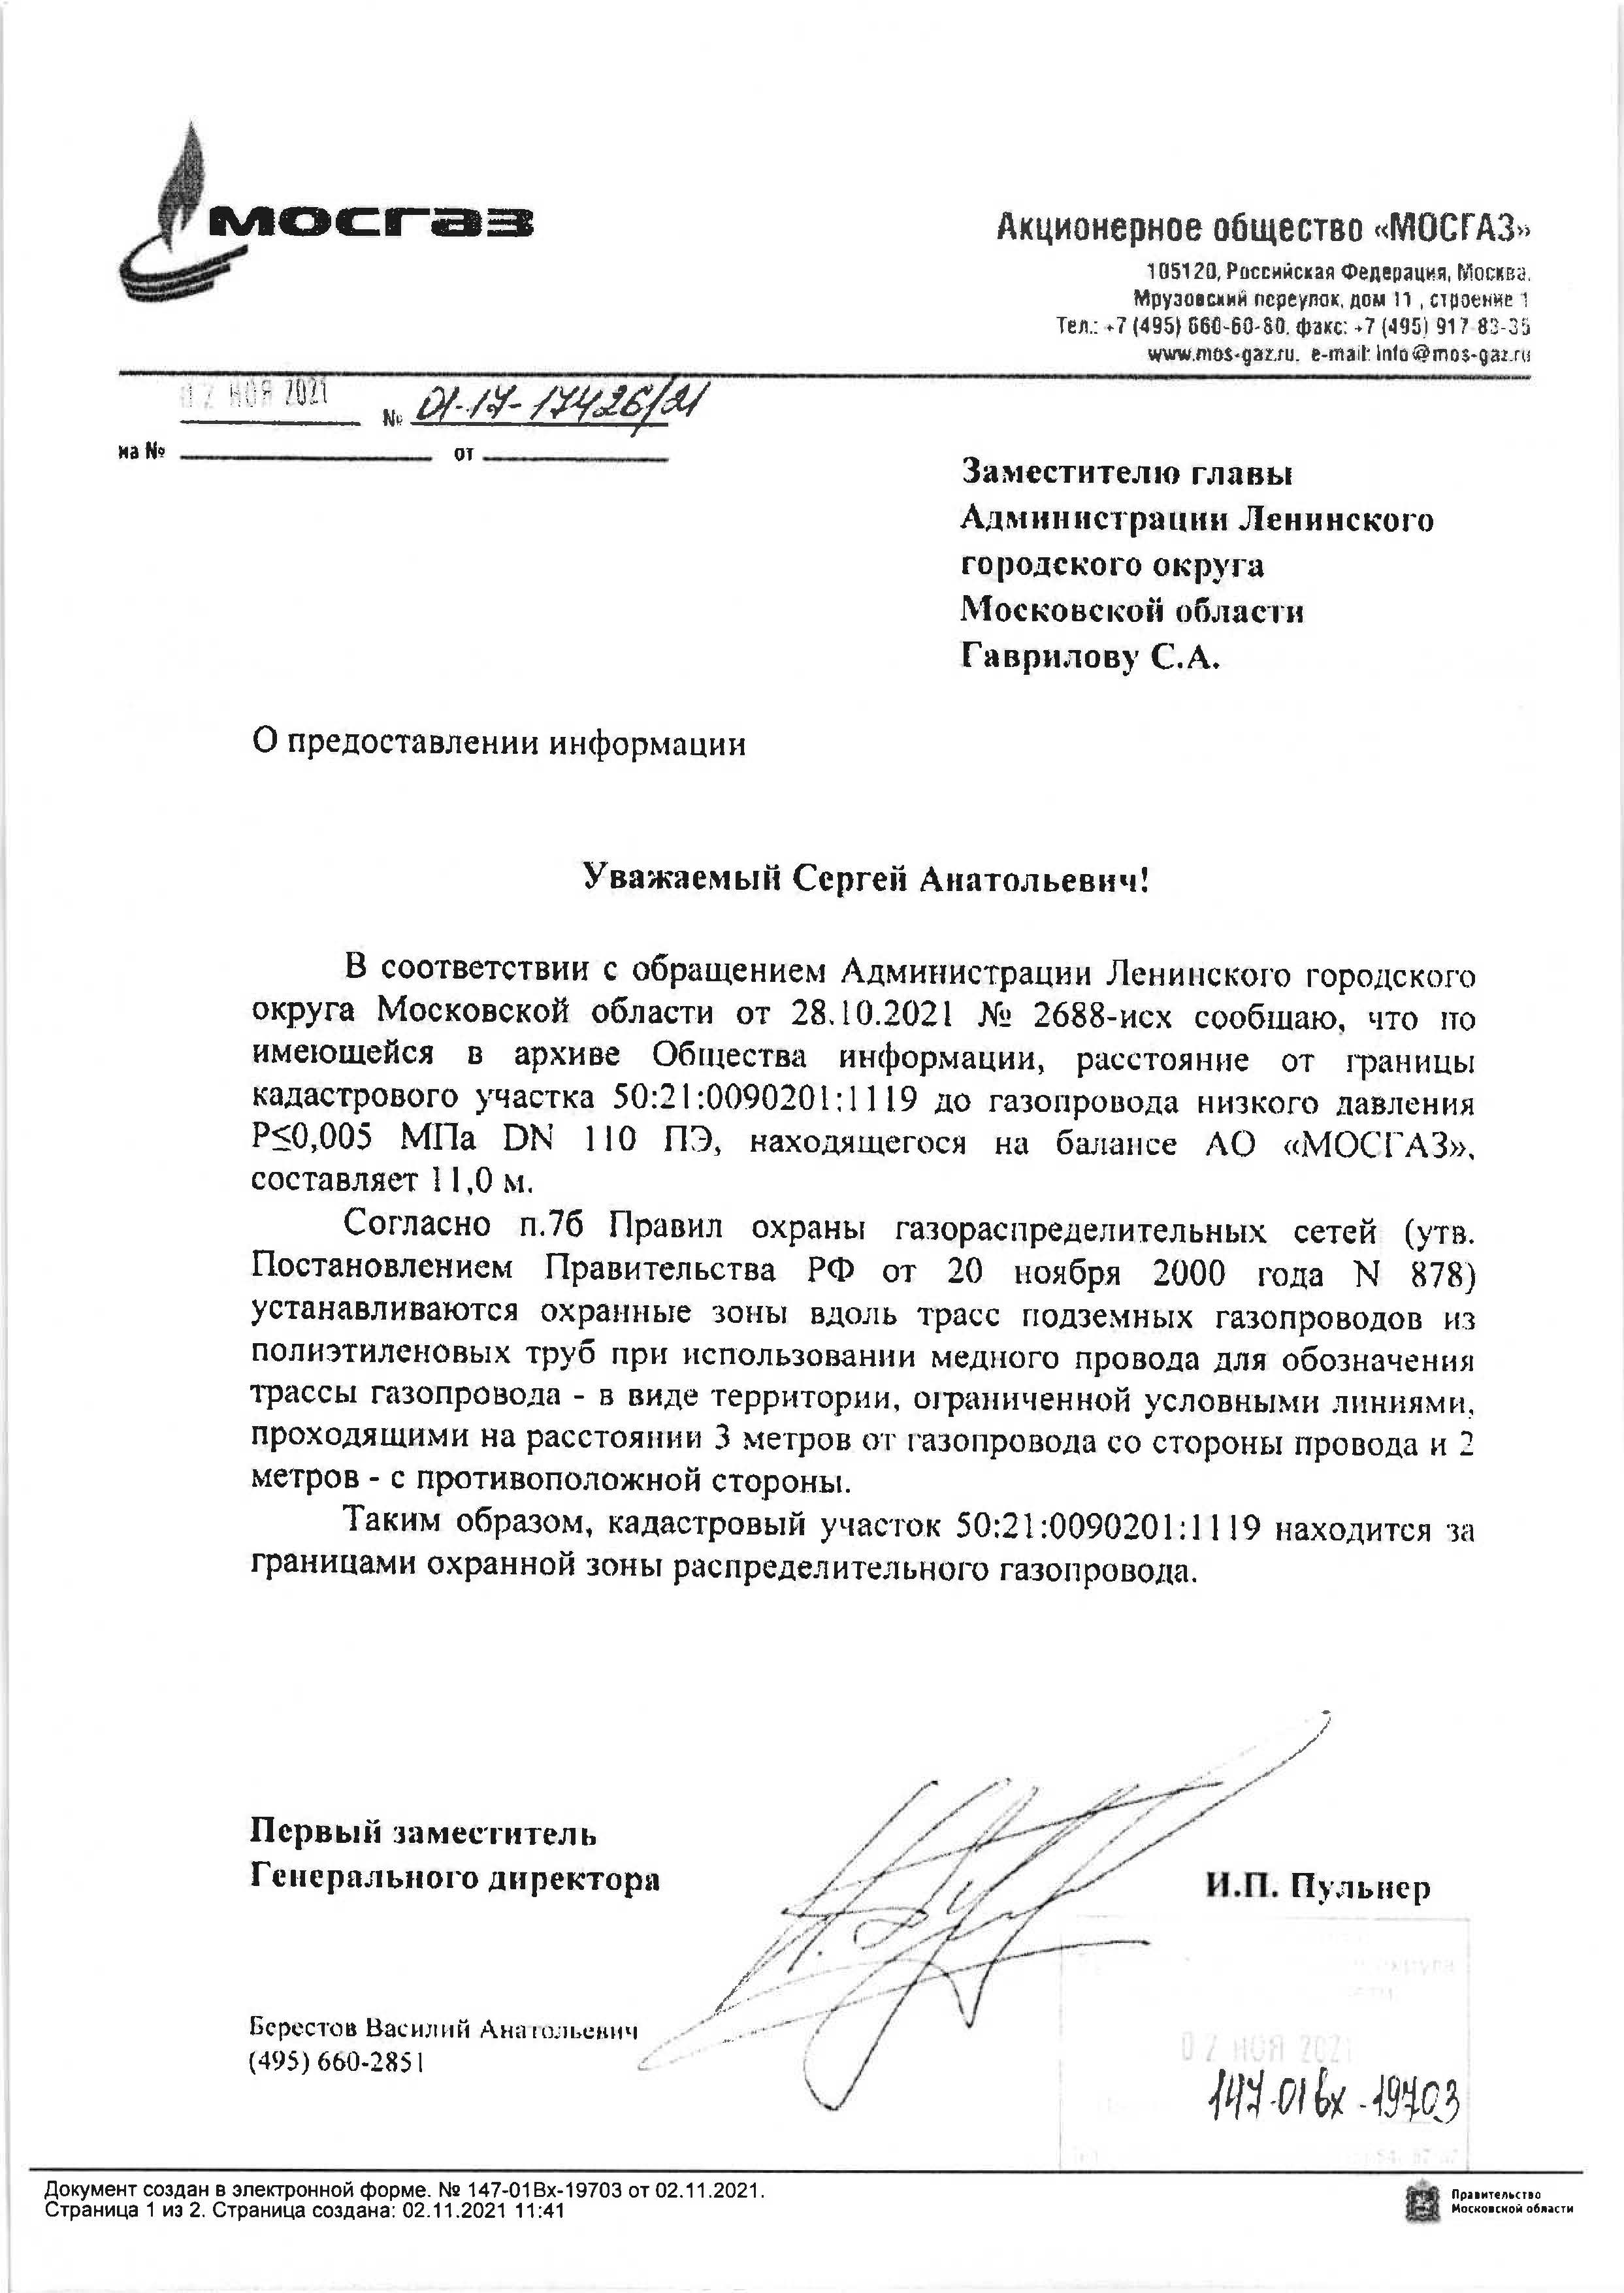 мосгаз
Акционерное общество «МОСГАЗ»
105120, Российская Федерация, Москва,
Мрузовский переулок, дом 11 , строение 1
Тел.: +7 (495) 660-60-80, факс: +7 (495) 917-83-35
www.mos-gaz.ru, e-mail: info@mos-gaz.ru
02 НОЯ 2021 № 01-17-17426/21
на № от
Заместителю главы
Администрации Ленинского
городского округа
Московской области
Гаврилову С.А.
О предоставлении информации
Уважаемый Сергей Анатольевич!
В соответствии с обращением Администрации Ленинского городского
округа Московской области от 28.10.2021 № 2688-исх сообщаю, что по
имеющейся в архиве Общества информации, расстояние от границы
кадастрового участка 50:21:0090201:1119 до газопровода низкого давления
P≤0,005 МПа DN 110 ПЭ, находящегося на балансе АО «МОСГАЗ»,
составляет 11,0 м.
Согласно п.7б Правил охраны газораспределительных сетей (утв.
Постановлением Правительства РФ от 20 ноября 2000 года N 878)
устанавливаются охранные зоны вдоль трасс подземных газопроводов из
полиэтиленовых труб при использовании медного провода для обозначения
трассы газопровода - в виде территории, ограниченной условными линиями,
проходящими на расстоянии 3 метров от газопровода со стороны провода и 2
метров - с противоположной стороны.
Таким образом, кадастровый участок 50:21:0090201:1119 находится за
границами охранной зоны распределительного газопровода.
Первый заместитель
Генерального директора
И.П. Пульнер
Берестов Василий Анатольевич
(495) 660-2851
02 НОЯ 2021
147-01вх-19703
Документ создан в электронной форме. № 147-01Вх-19703 от 02.11.2021.
Страница 1 из 2. Страница создана: 02.11.2021 11:41
Правительство
Московской области